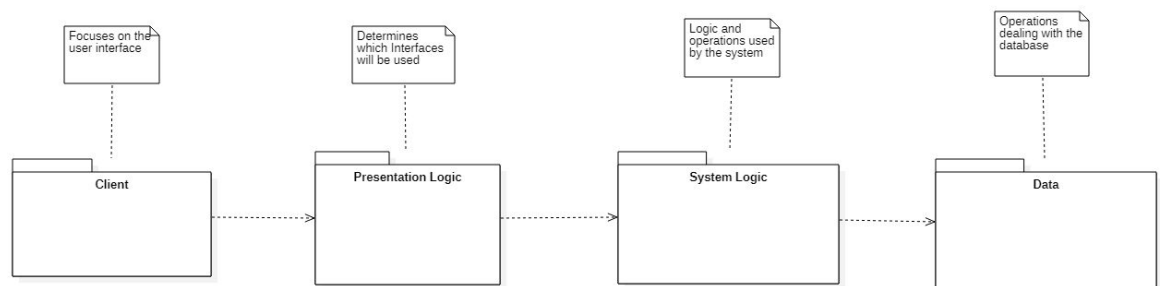 Focuses on the
user interface
Determines
which Interfaces
will be used
Logic and
operations used
by the system
Operations
dealing with the
database
Client
Presentation Logic
System Logic
Data